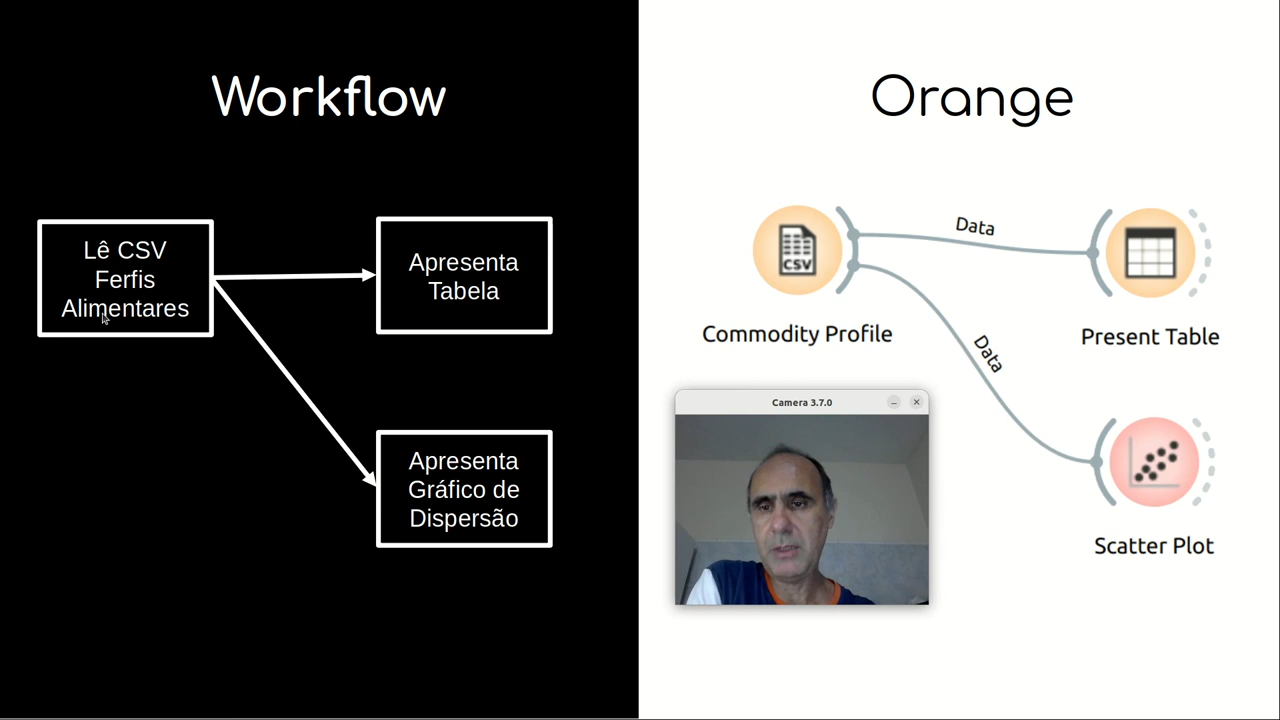 Workflow
Orange
Lê CSV
Ferfis
Alimentares
Apresenta
Tabela
Apresenta
Gráfico de
Dispersão
Data
CSV
Commodity Profile
Present Table
Data
Camera 3.7.0
Scatter Plot